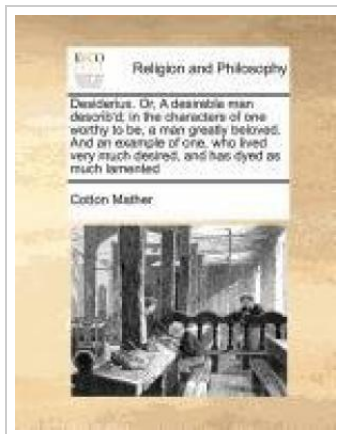 ECCO
Religion and Philosophy
Desiderius. Or, A desirable man
describ'd; in the characters of one
worthy to be, a man greatly beloved.
And an example of one, who lived
very much desired, and has dyed as
much lamented
Cotton Mather